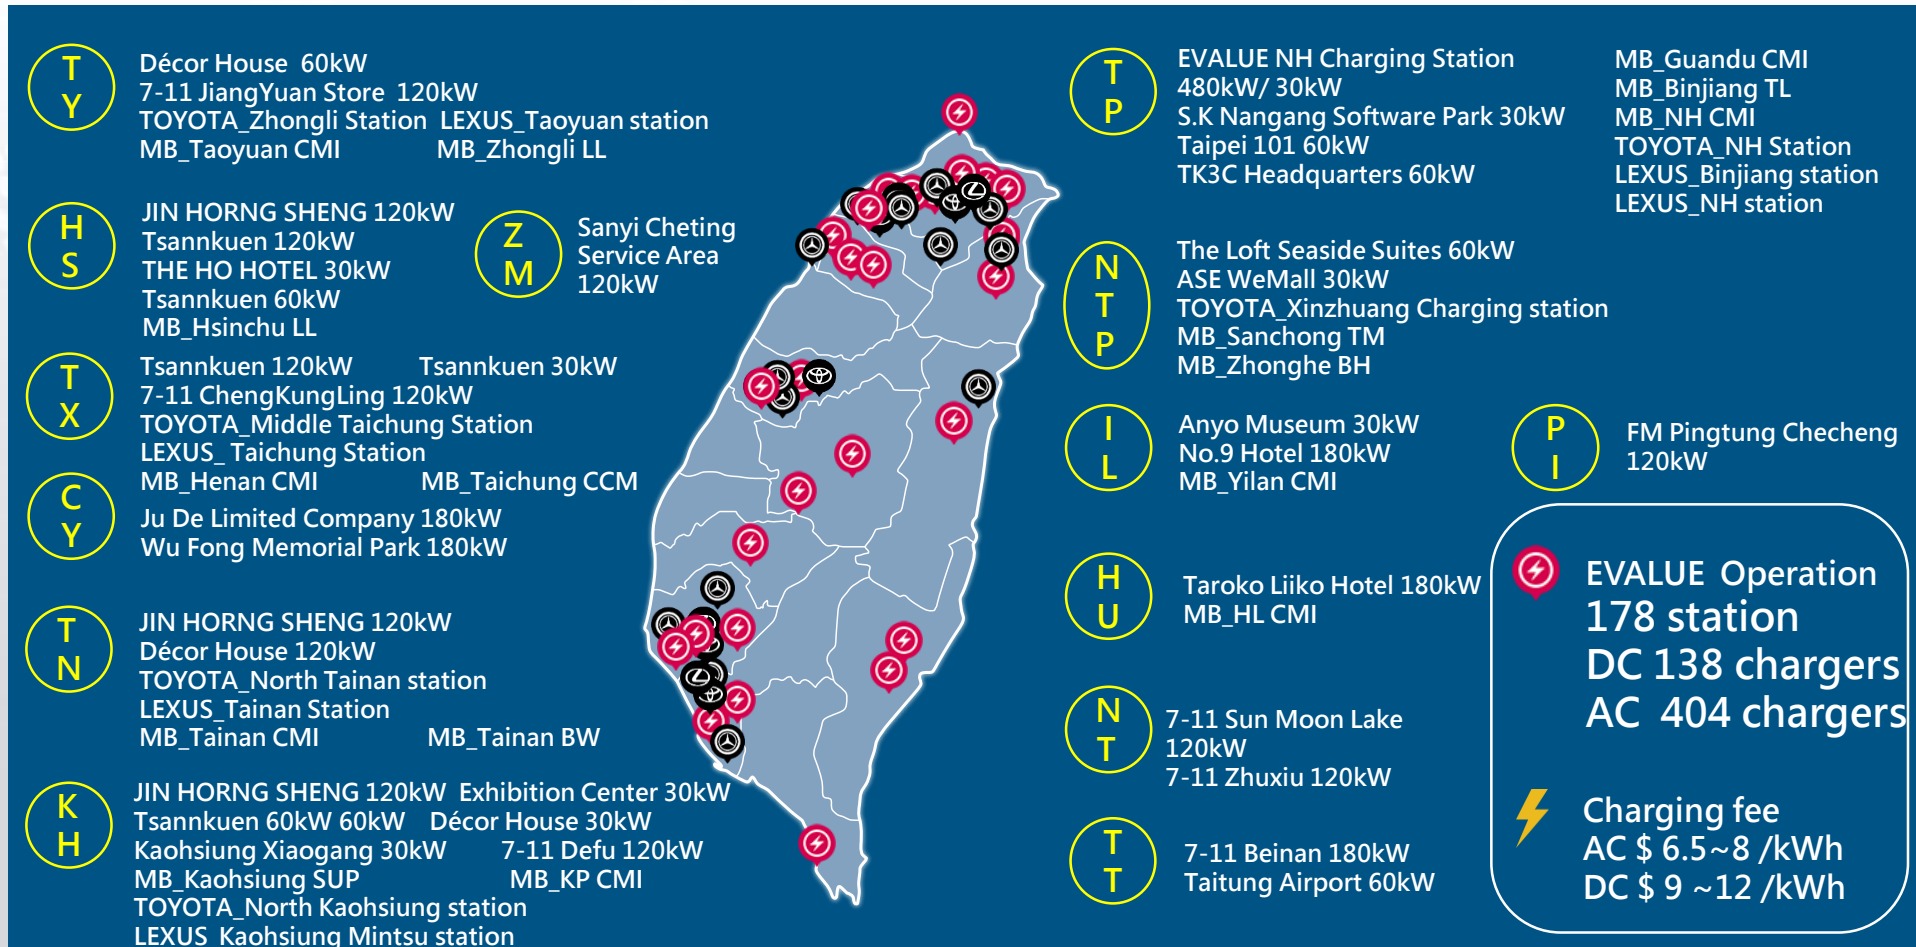 T
Y
Décor House 60kW
7-11 JiangYuan Store 120kW
TOYOTA_Zhongli Station LEXUS_Taoyuan station
MB_Taoyuan CMI MB_Zhongli LL
H
S
JIN HORNG SHENG 120kW
Tsannkuen 120kW
THE HO HOTEL 30kW
Tsannkuen 60kW
MB_Hsinchu LL
Z
M
Sanyi Cheting
Service Area
120kW
T
X
Tsannkuen 120kW Tsannkuen 30kW
7-11 ChengKungLing 120kW
TOYOTA_Middle Taichung Station
LEXUS_ Taichung Station
MB_Henan CMI MB_Taichung CCM
C
Y
Ju De Limited Company 180kW
Wu Fong Memorial Park 180kW
T
N
JIN HORNG SHENG 120kW
Décor House 120kW
TOYOTA_North Tainan station
LEXUS_Tainan Station
MB_Tainan CMI MB_Tainan BW
K
H
JIN HORNG SHENG 120kW Exhibition Center 30kW
Tsannkuen 60kW 60kW Décor House 30kW
Kaohsiung Xiaogang 30kW 7-11 Defu 120kW
MB_Kaohsiung SUP MB_KP CMI
TOYOTA_North Kaohsiung station
LEXUS_Kaohsiung Mintsu station
T
P
EVALUE NH Charging Station
480kW/ 30kW
S.K Nangang Software Park 30kW
Taipei 101 60kW
TK3C Headquarters 60kW
MB_Guandu CMI
MB_Binjiang TL
MB_NH CMI
TOYOTA_NH Station
LEXUS_Binjiang station
LEXUS_NH station
N
T
P
The Loft Seaside Suites 60kW
ASE WeMall 30kW
TOYOTA_Xinzhuang Charging station
MB_Sanchong TM
MB_Zhonghe BH
I
L
Anyo Museum 30kW
No.9 Hotel 180kW
MB_Yilan CMI
P
I
FM Pingtung Checheng
120kW
H
U
Taroko Liiko Hotel 180kW
MB_HL CMI
N
T
7-11 Sun Moon Lake
120kW
7-11 Zhuxiu 120kW
T
T
7-11 Beinan 180kW
Taitung Airport 60kW
EVALUE Operation
178 station
DC 138 chargers
AC 404 chargers
Charging fee
AC $ 6.5~8 /kWh
DC $ 9 ~12 /kWh